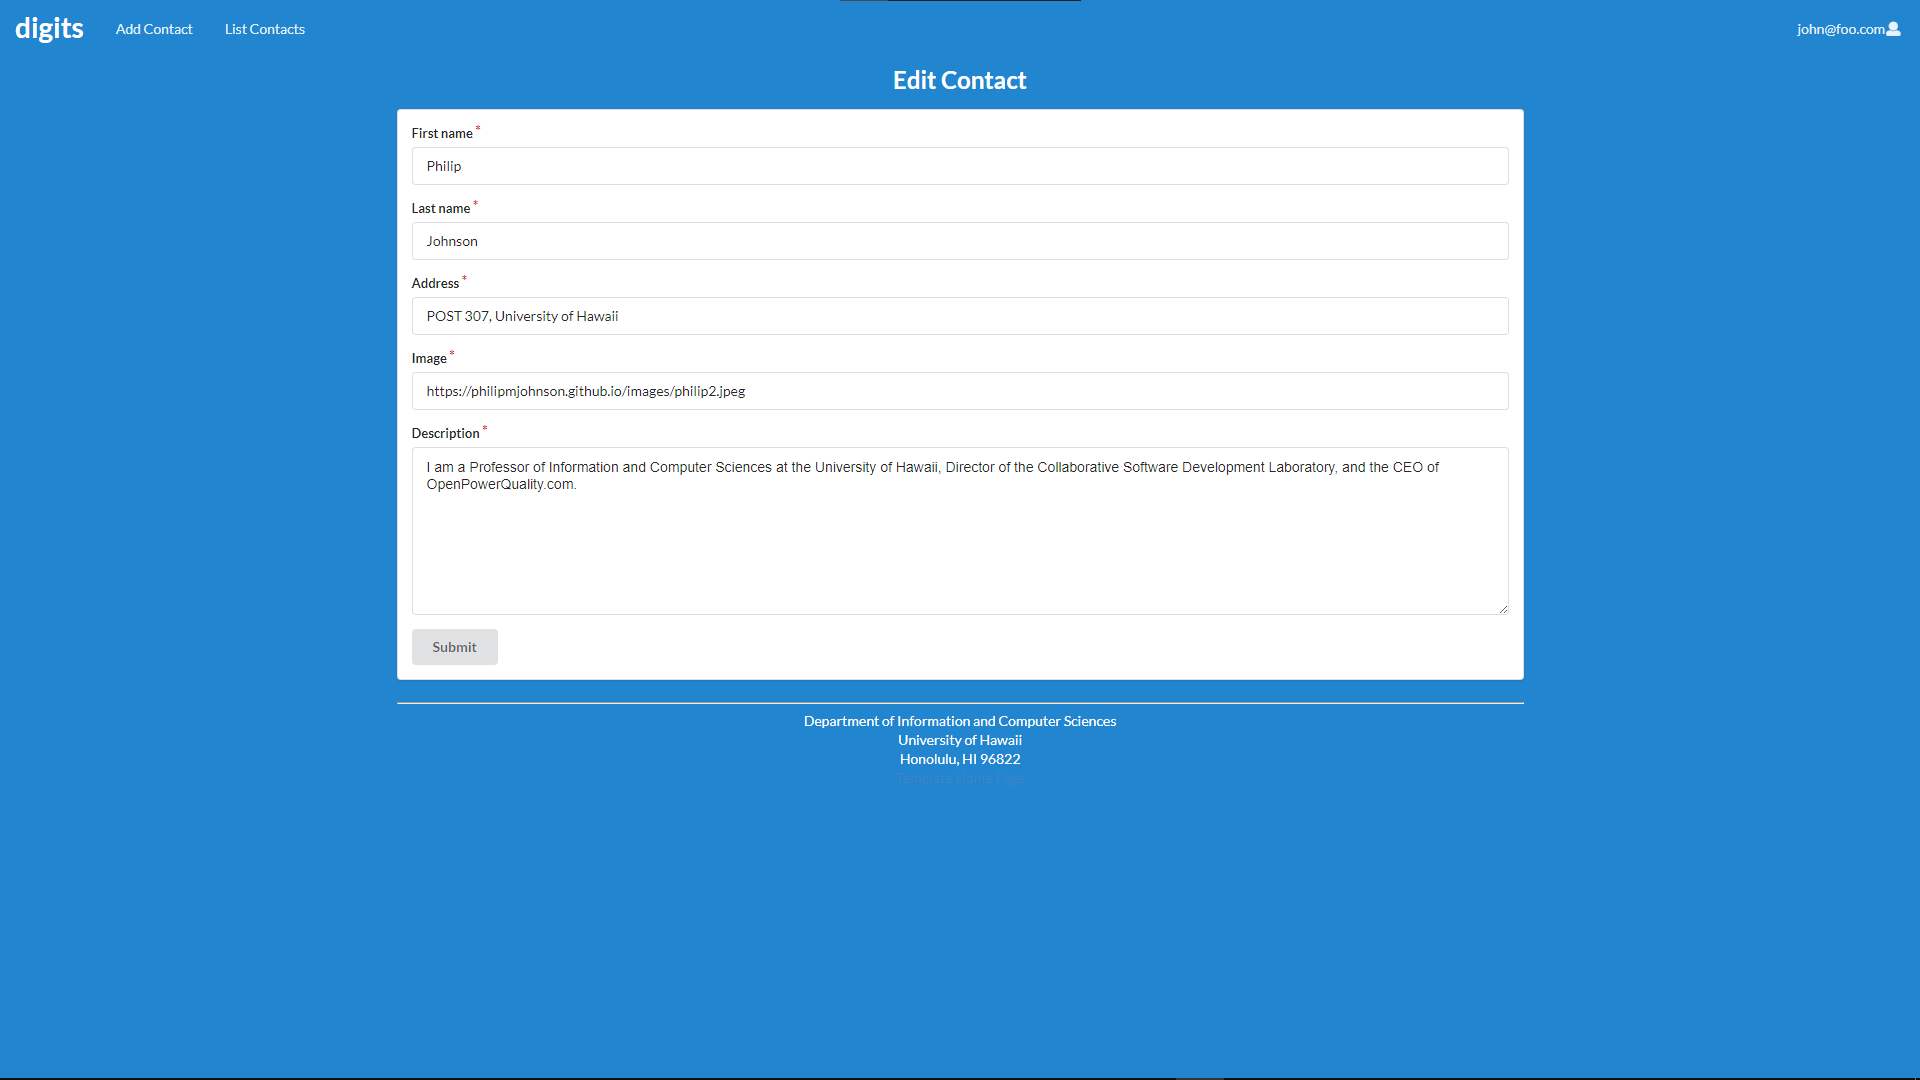 digits Add Contact List Contacts john@foo.com
Edit Contact
First name *
Philip
Last name *
Johnson
Address *
POST 307, University of Hawaii
Image *
https://philipmjohnson.github.io/images/philip2.jpeg
Description *
I am a Professor of Information and Computer Sciences at the University of Hawaii, Director of the Collaborative Software Development Laboratory, and the CEO of
OpenPowerQuality.com.
Submit
Department of Information and Computer Sciences
University of Hawaii
Honolulu, HI 96822
Template Home Page